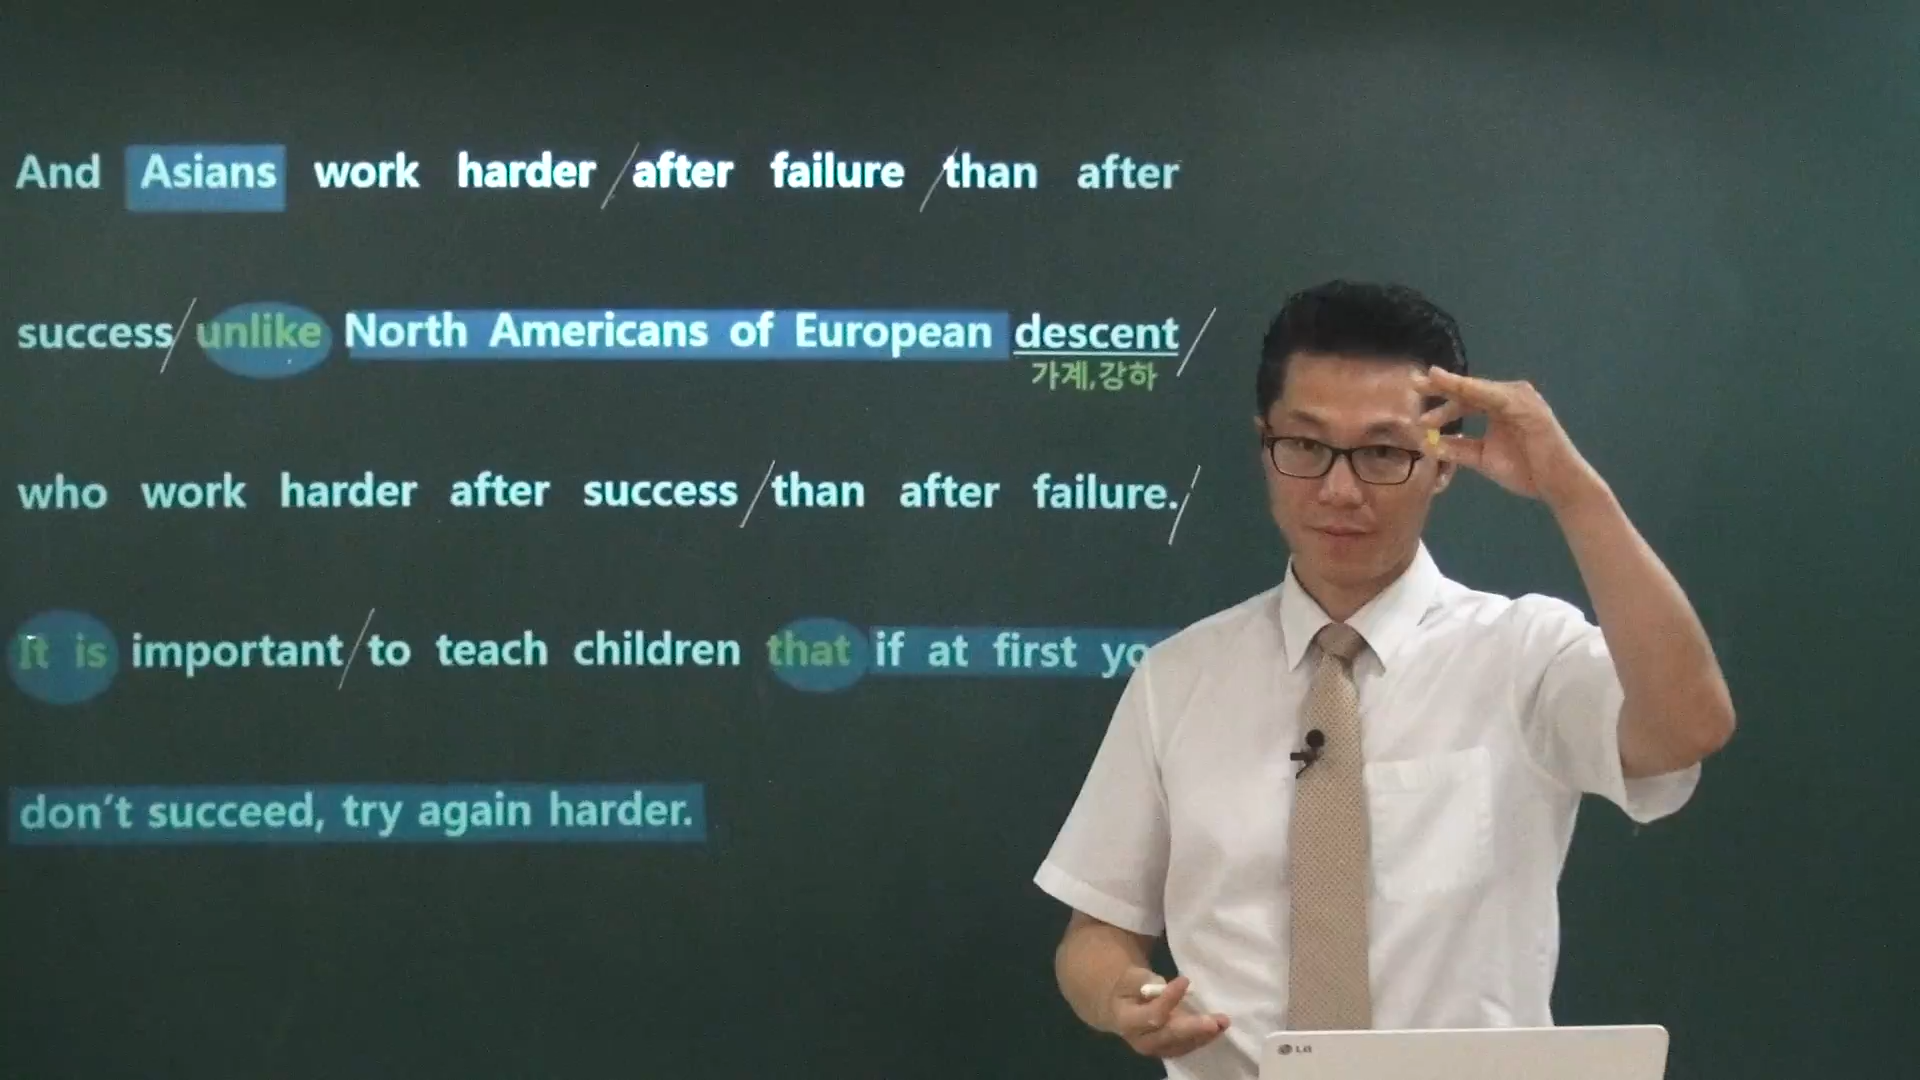 And Asians work harder after failure than after
success unlike North Americans of European descent
가계,강하
who work harder after success than after failure.
It is important to teach children that if at first
don't succeed, try again harder.
LG